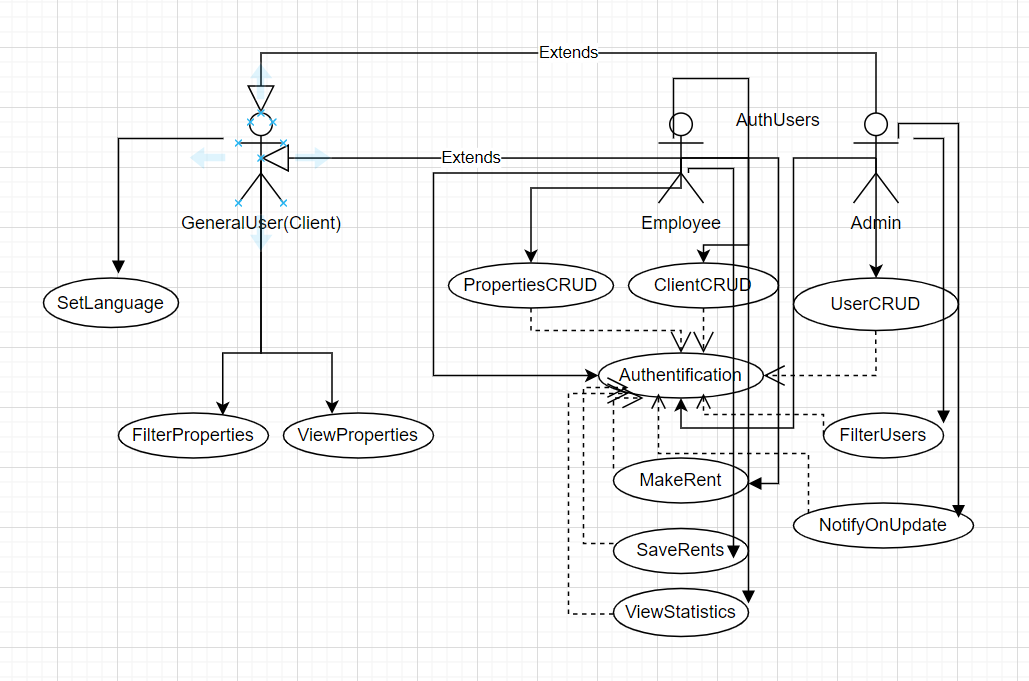 Extends
AuthUsers
Extends
GeneralUser(Client)
Employee
Admin
PropertiesCRUD
ClientCRUD
SetLanguage
UserCRUD
Authentification
FilterProperties
ViewProperties
FilterUsers
MakeRent
NotifyOnUpdate
SaveRents
ViewStatistics